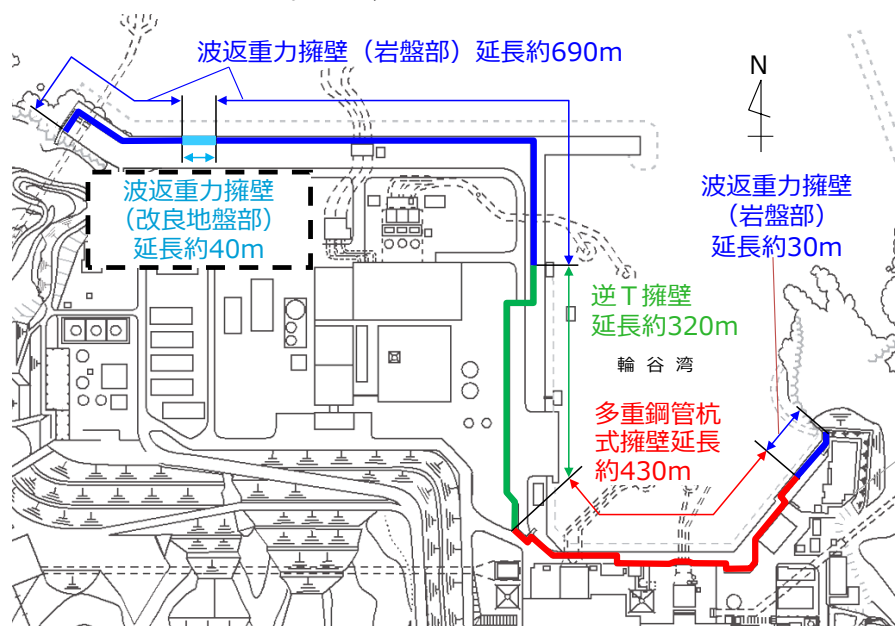 波返重力擁壁（岩盤部）延長約690m
N
波返重力擁壁
（改良地盤部）
延長約40m
波返重力擁壁
（岩盤部）
延長約30m
逆Ｔ擁壁
延長約320m
輪谷湾
多重鋼管杭
式擁壁延長
約430m